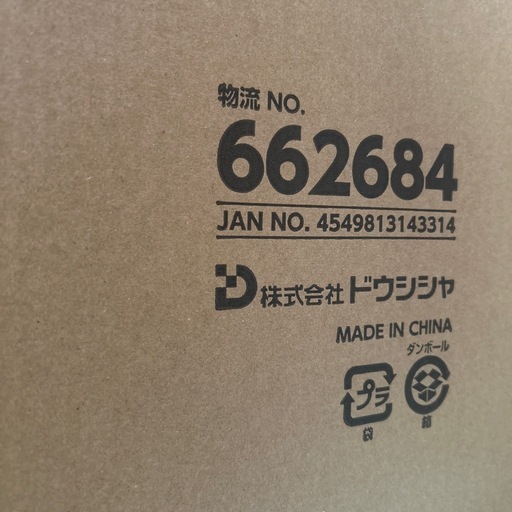 物流 NO.
662684
JAN NO. 4549813143314
株式会社 ドウシシャ
MADE IN CHINA
ダンボール
プラ
袋 箱